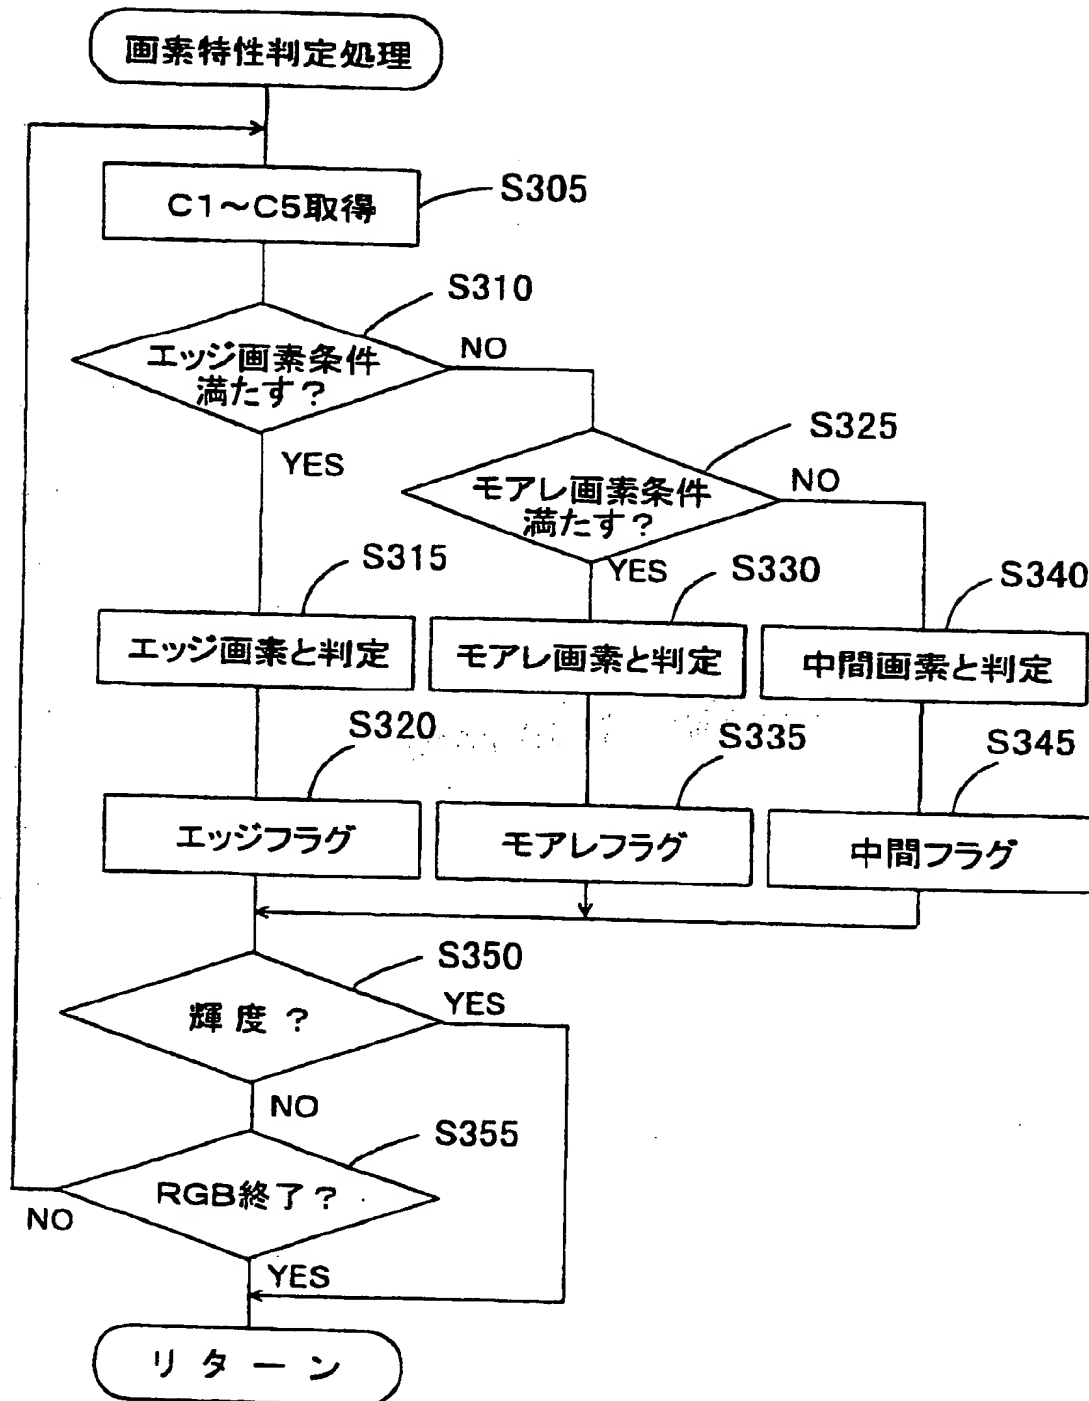 画素特性判定処理
C1～C5取得
S305
S310
エッジ画素条件
満たす？
NO
YES
S325
モアレ画素条件
満たす？
NO
YES
S315
S330
S340
エッジ画素と判定
モアレ画素と判定
中間画素と判定
S320
S335
S345
エッジフラグ
モアレフラグ
中間フラグ
S350
輝度？
YES
NO
S355
RGB終了？
NO
YES
リターン